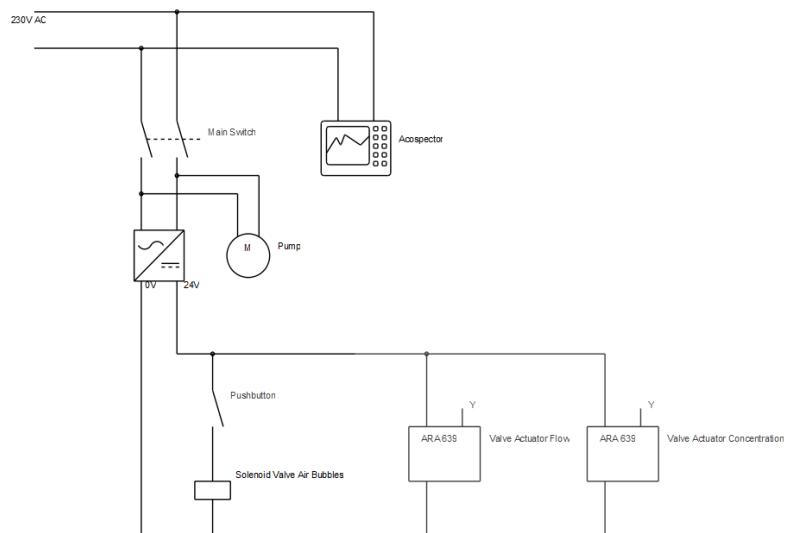 230V AC
Main Switch
Acospector
M
Pump
0V
24V
Pushbutton
Y
Y
ARA 639
Valve Actuator Flow
ARA 639
Valve Actuator Concentration
Solenoid Valve Air Bubbles